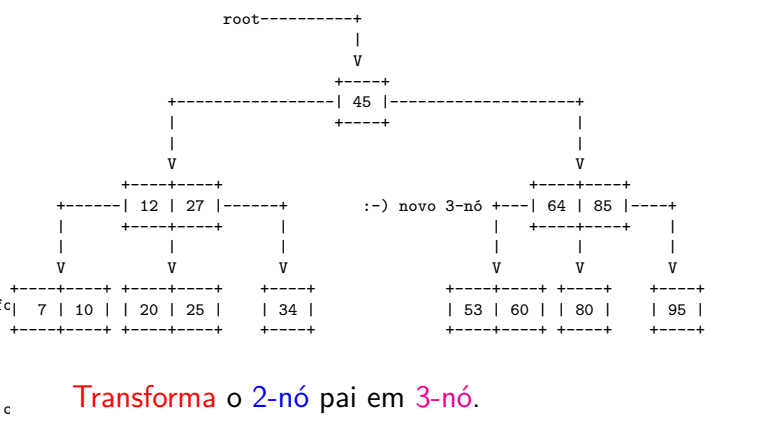 root----------+
|
V
+----+
+-----------------| 45 |-------------------+
| +----+ |
| |
V V
+----+----+ +----+----+
+------| 12 | 27 |------+ :-) novo 3-nó +---| 64 | 85 |----+
| +----+----+ | | +----+----+ |
| | | | | |
V V V V V V
+----+----+ +----+----+ +----+ +----+----+ +----+ +----+
| 7 | 10 | | 20 | 25 | | 34 | | 53 | 60 | | 80 | | 95 |
+----+----+ +----+----+ +----+ +----+----+ +----+ +----+
Transforma o 2-nó pai em 3-nó.